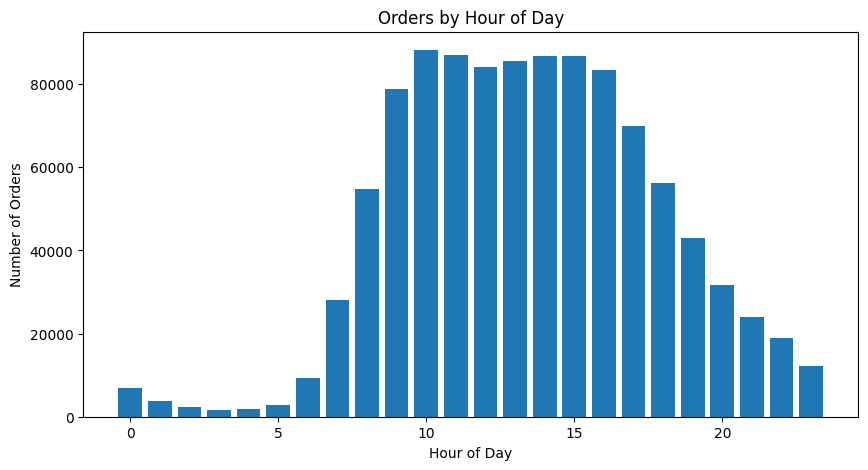 Orders by Hour of Day
Number of Orders
80000
60000
40000
20000
0
0 5 10 15 20
Hour of Day